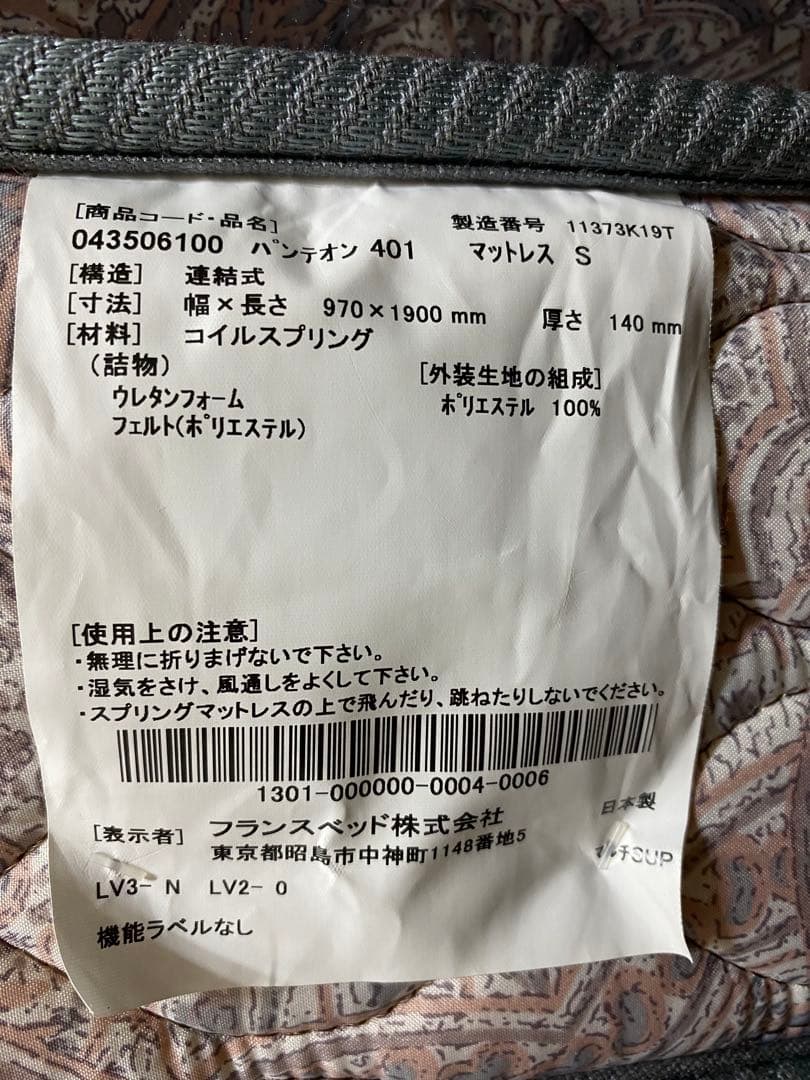 [商品コード・品名] 製造番号 11373K19T
043506100 パンテオン 401 マットレス S
[構造] 連結式
[寸法] 幅×長さ 970×1900 mm 厚さ 140 mm
[材料] コイルスプリング
(詰物) [外装生地の組成]
ウレタンフォーム ポリエステル 100%
フェルト(ポリエステル)
[使用上の注意]
・無理に折りまげないで下さい。
・湿気をさけ、風通しをよくして下さい。
・スプリングマットレスの上で飛んだり、跳ねたりしないでください。
1301-000000-0004-0006
[表示者] フランスベッド株式会社 日本製
東京都昭島市中神町1148番地5
LV3- N LV2- 0
機能ラベルなし